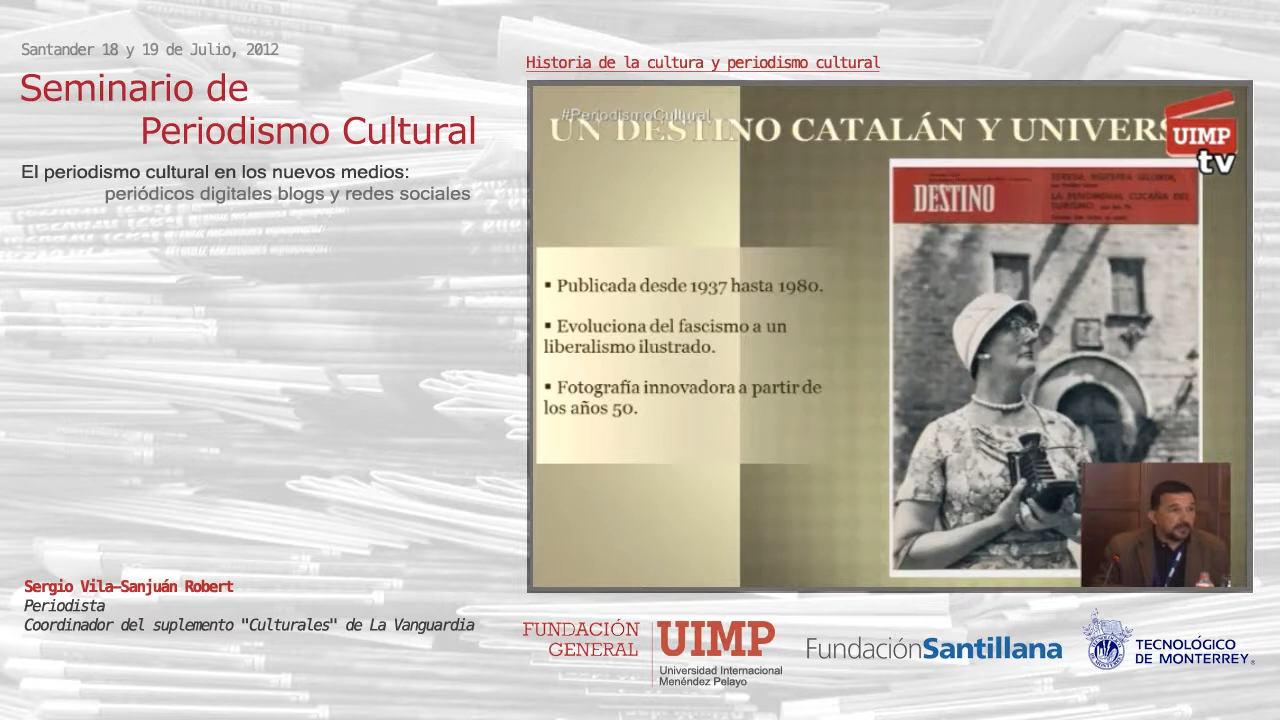 Santander 18 y 19 de Julio, 2012
Seminario de
Periodismo Cultural
El periodismo cultural en los nuevos medios:
periódicos digitales blogs y redes sociales
Historia de la cultura y periodismo cultural
#PeriodismoCultural
UN DESTINO CATALÁN Y UNIVERS
UIMP
tv
DESTINO
▪ Publicada desde 1937 hasta 1980.
▪ Evoluciona del fascismo a un
liberalismo ilustrado.
▪ Fotografía innovadora a partir de
los años 50.
Sergio Vila-Sanjuán Robert
Periodista
Coordinador del suplemento "Culturales" de La Vanguardia
FUNDACIÓN
GENERAL
UIMP
Universidad Internacional
Menéndez Pelayo
FundaciónSantillana
TECNOLÓGICO
DE MONTERREY®